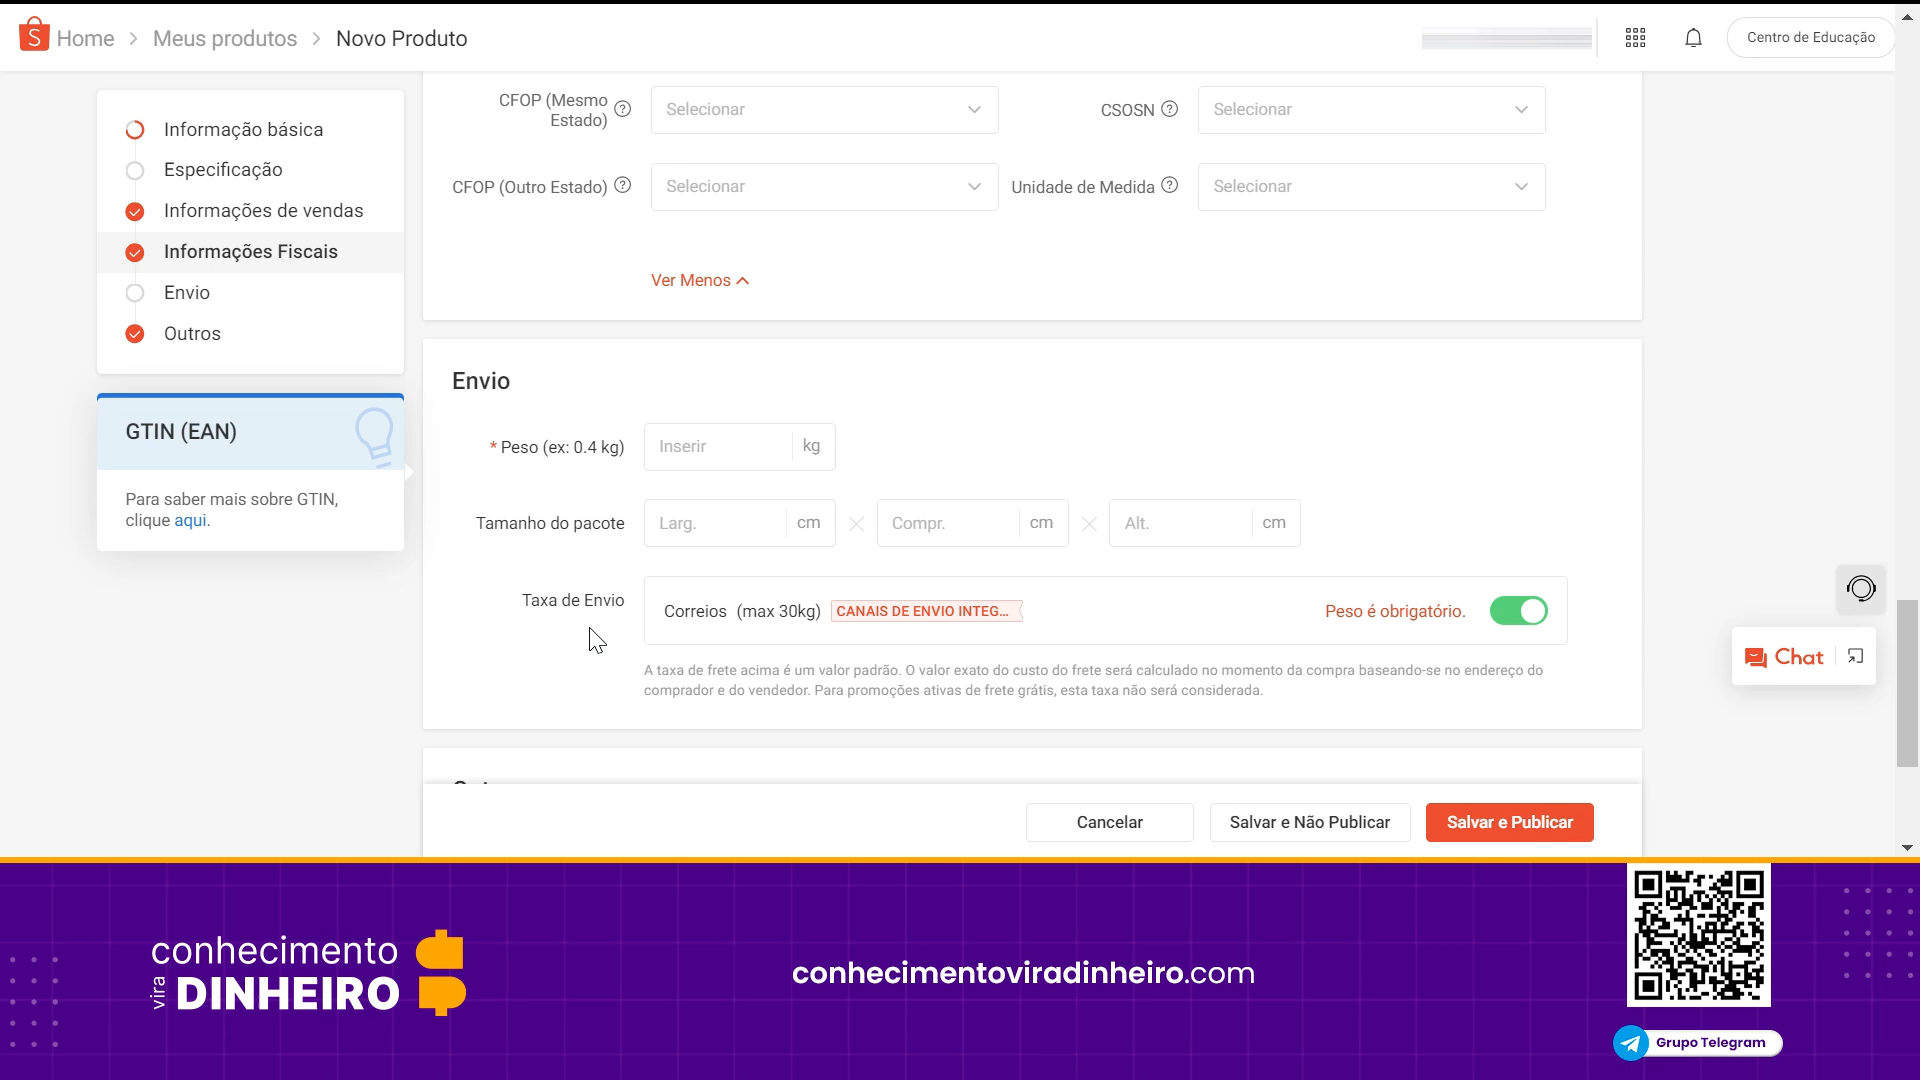 Home > Meus produtos > Novo Produto
Centro de Educação
Informação básica
Especificação
Informações de vendas
Informações Fiscais
Envio
Outros
GTIN (EAN)
Para saber mais sobre GTIN,
clique aqui.
CFOP (Mesmo
Estado)
Selecionar
CSOSN
Selecionar
CFOP (Outro Estado)
Selecionar
Unidade de Medida
Selecionar
Ver Menos
Envio
* Peso (ex: 0.4 kg)
Inserir
kg
Tamanho do pacote
Larg.
cm
Compr.
cm
Alt.
cm
Taxa de Envio
Correios (max 30kg)
CANAIS DE ENVIO INTEG...
Peso é obrigatório.
A taxa de frete acima é um valor padrão. O valor exato do custo do frete será calculado no momento da compra baseando-se no endereço do
comprador e do vendedor. Para promoções ativas de frete grátis, esta taxa não será considerada.
Chat
Cancelar
Salvar e Não Publicar
Salvar e Publicar
conhecimento
vira DINHEIRO
conhecimentoviradinheiro.com
Grupo Telegram